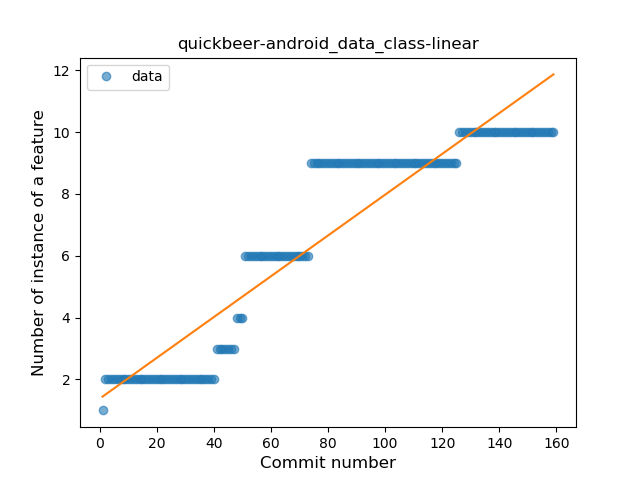 quickbeer-android_data_class-linear
data
Number of instance of a feature
12
10
8
6
4
2
0 20 40 60 80 100 120 140 160
Commit number